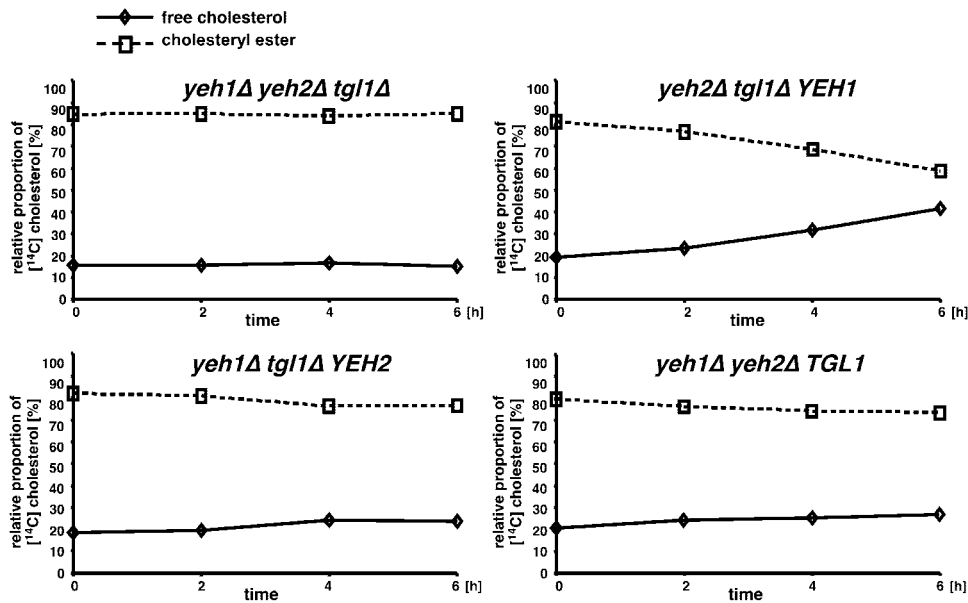 free cholesterol
cholesteryl ester
yeh1Δ yeh2Δ tgl1Δ
relative proportion of
[¹⁴C] cholesterol [%]
100
90
80
70
60
50
40
30
20
10
0
0 2 4 6 [h]
time
yeh2Δ tgl1Δ YEH1
relative proportion of
[¹⁴C] cholesterol [%]
100
90
80
70
60
50
40
30
20
10
0
0 2 4 6 [h]
time
yeh1Δ tgl1Δ YEH2
relative proportion of
[¹⁴C] cholesterol [%]
100
90
80
70
60
50
40
30
20
10
0
0 2 4 6 [h]
time
yeh1Δ yeh2Δ TGL1
relative proportion of
[¹⁴C] cholesterol [%]
100
90
80
70
60
50
40
30
20
10
0
0 2 4 6 [h]
time